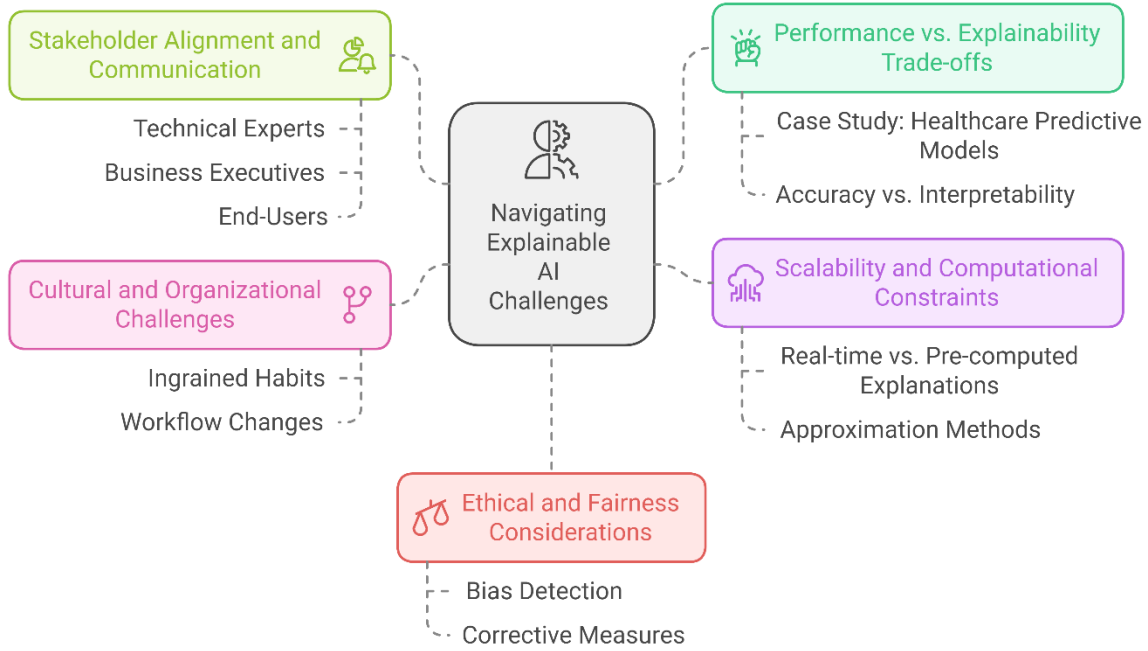 Stakeholder Alignment and
Communication
Technical Experts
Business Executives
End-Users
Cultural and Organizational
Challenges
Ingrained Habits
Workflow Changes
Navigating
Explainable
AI
Challenges
Performance vs. Explainability
Trade-offs
Case Study: Healthcare Predictive
Models
Accuracy vs. Interpretability
Scalability and Computational
Constraints
Real-time vs. Pre-computed
Explanations
Approximation Methods
Ethical and Fairness
Considerations
Bias Detection
Corrective Measures